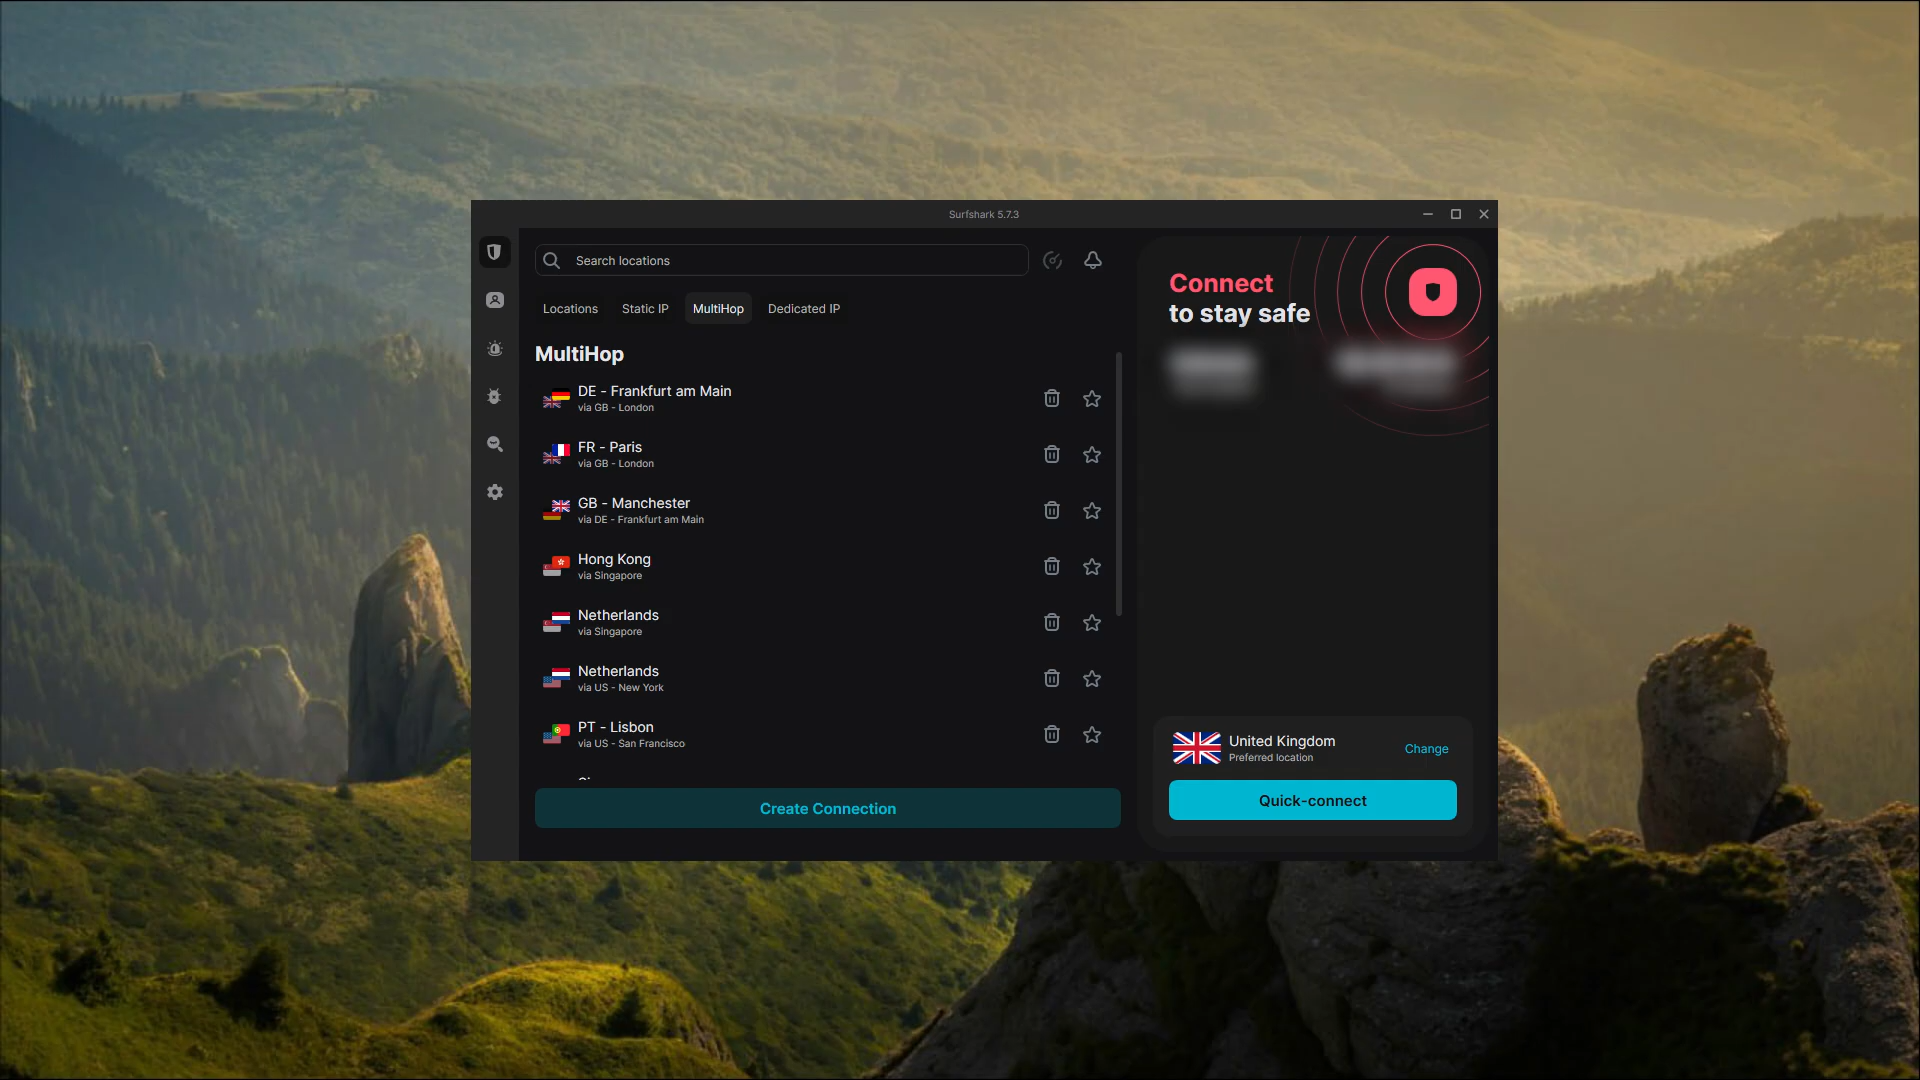 Surfshark 5.7.3
Search locations
Locations
Static IP
MultiHop
Dedicated IP
MultiHop
DE - Frankfurt am Main
via GB - London
FR - Paris
via GB - London
GB - Manchester
via DE - Frankfurt am Main
Hong Kong
via Singapore
Netherlands
via Singapore
Netherlands
via US - New York
PT - Lisbon
via US - San Francisco
Create Connection
Connect
to stay safe
United Kingdom
Preferred location
Change
Quick-connect